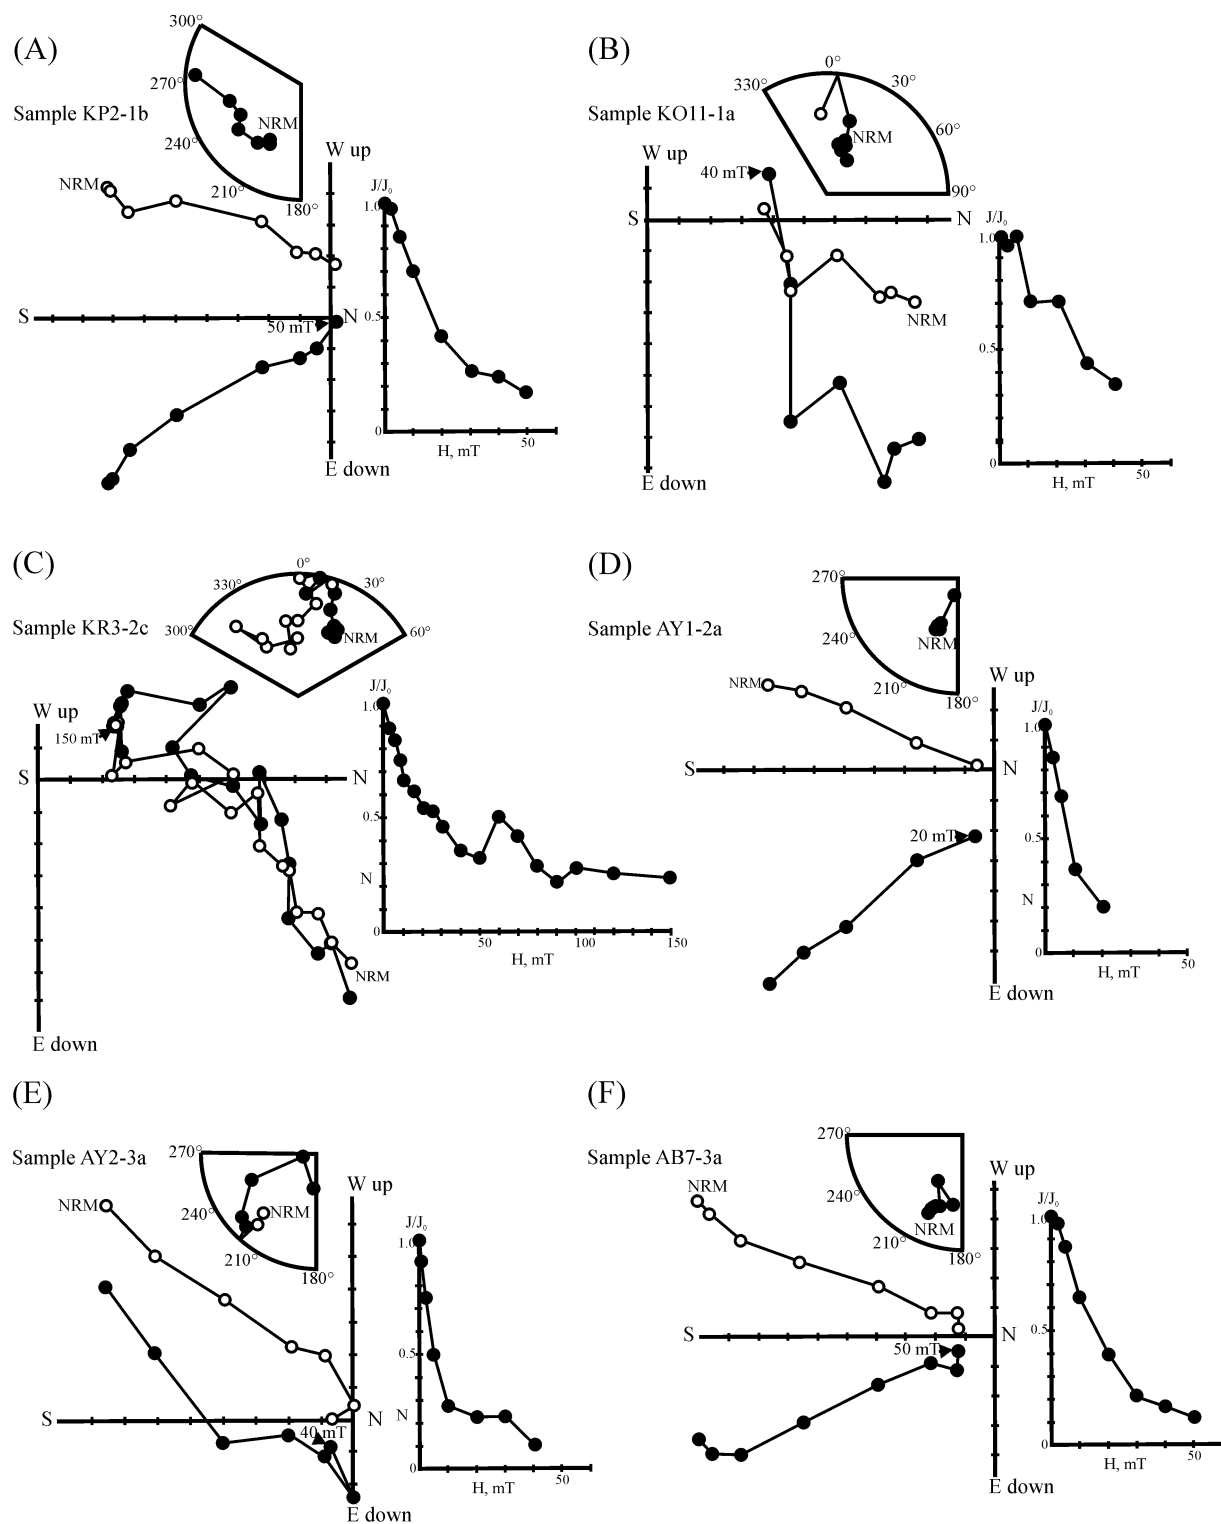 (A)
Sample KP2-1b
300°
270°
240°
210°
180°
NRM
W up
NRM
S
N
50 mT
E down
J/J₀
1.0
0.5
0
50
H, mT
(B)
Sample KO11-1a
330°
0°
30°
60°
90°
NRM
W up
40 mT
S
N
NRM
E down
J/J₀
1.0
0.5
0
50
H, mT
(C)
Sample KR3-2c
300°
330°
0°
30°
60°
NRM
W up
150 mT
S
N
NRM
E down
J/J₀
1.0
0.5
N
0
50
100
150
H, mT
(D)
Sample AY1-2a
270°
240°
210°
180°
NRM
W up
NRM
S
N
20 mT
E down
J/J₀
1.0
0.5
N
0
50
H, mT
(E)
Sample AY2-3a
270°
240°
210°
180°
NRM
W up
NRM
S
N
40 mT
E down
J/J₀
1.0
0.5
N
0
50
H, mT
(F)
Sample AB7-3a
270°
240°
210°
180°
NRM
W up
NRM
S
N
50 mT
E down
J/J₀
1.0
0.5
0
50
H, mT